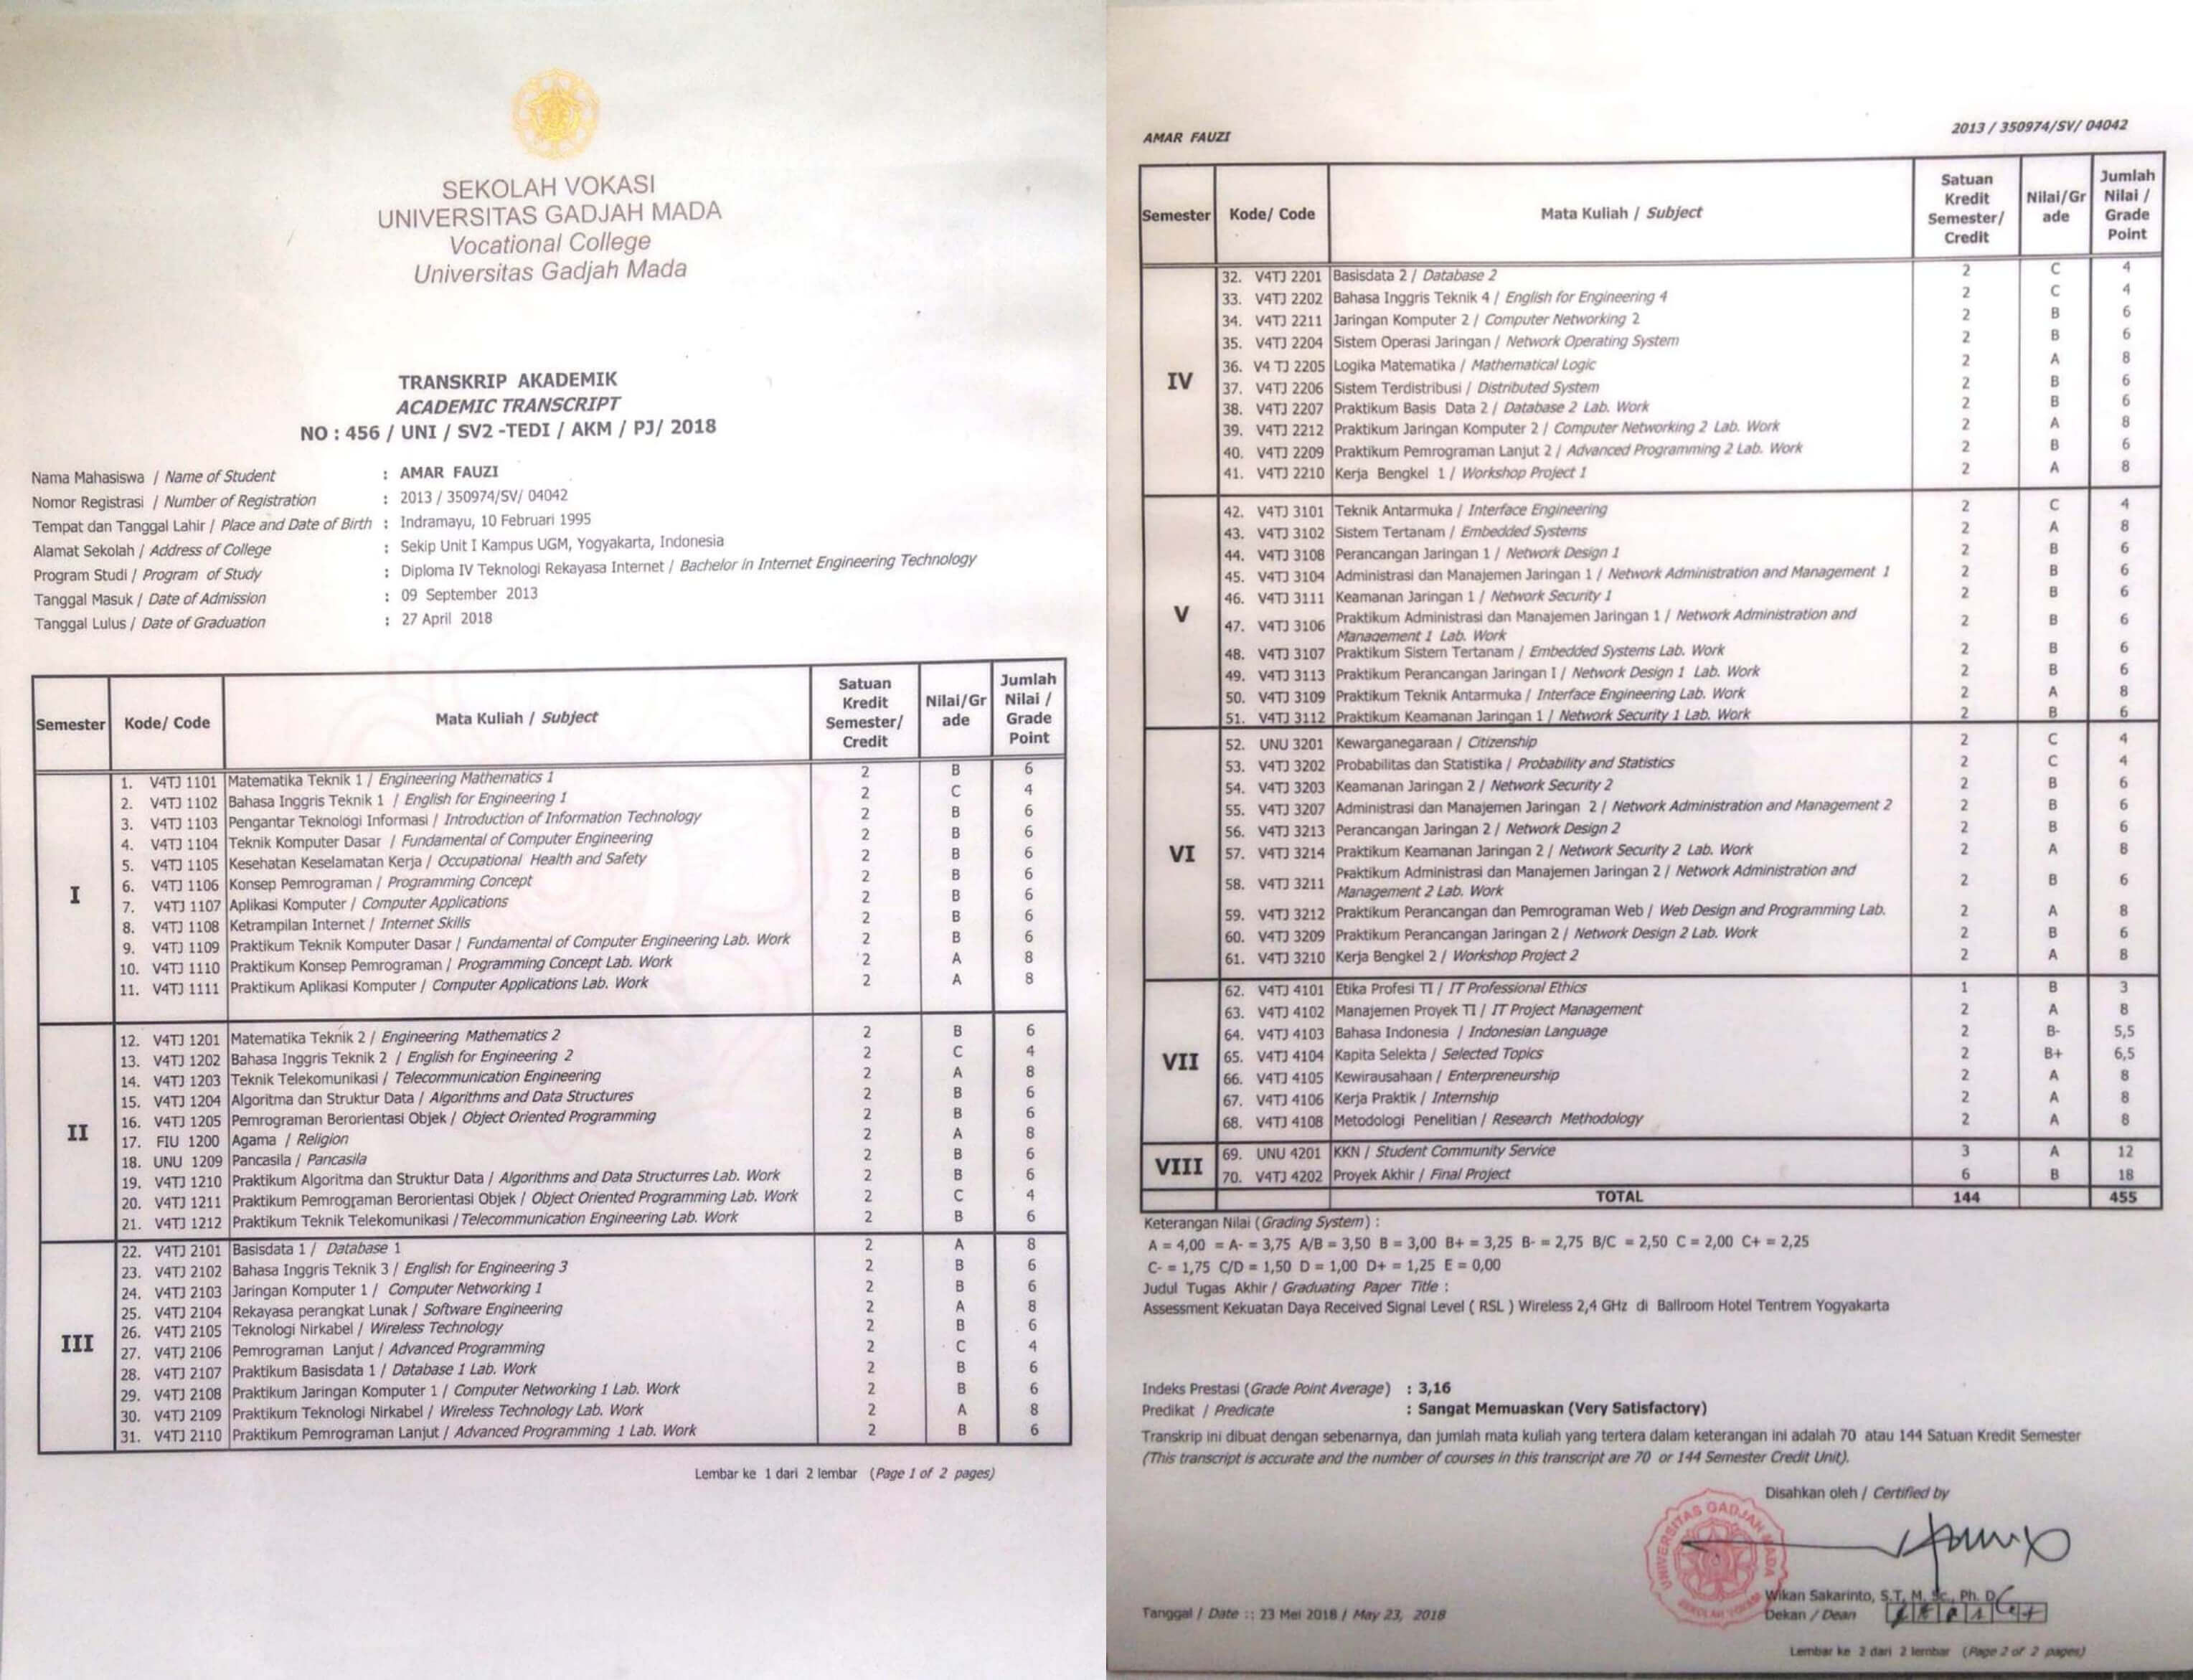 SEKOLAH VOKASI
UNIVERSITAS GADJAH MADA
Vocational College
Universitas Gadjah Mada
TRANSKRIP AKADEMIK
ACADEMIC TRANSCRIPT
NO : 456 / UNI / SV2 -TEDI / AKM / PJ/ 2018
Nama Mahasiswa / Name of Student : AMAR FAUZI
Nomor Registrasi / Number of Registration : 2013 / 350974/SV/ 04042
Tempat dan Tanggal Lahir / Place and Date of Birth : Indramayu, 10 Februari 1995
Alamat Sekolah / Address of College : Sekip Unit I Kampus UGM, Yogyakarta, Indonesia
Program Studi / Program of Study : Diploma IV Teknologi Rekayasa Internet / Bachelor in Internet Engineering Technology
Tanggal Masuk / Date of Admission : 09 September 2013
Tanggal Lulus / Date of Graduation : 27 April 2018
Semester Kode/ Code Mata Kuliah / Subject Satuan Kredit Semester/ Credit Nilai/Gr ade Jumlah Nilai / Grade Point
I
1. V4TJ 1101 Matematika Teknik 1 / Engineering Mathematics 1 2 B 6
2. V4TJ 1102 Bahasa Inggris Teknik 1 / English for Engineering 1 2 C 4
3. V4TJ 1103 Pengantar Teknologi Informasi / Introduction of Information Technology 2 B 6
4. V4TJ 1104 Teknik Komputer Dasar / Fundamental of Computer Engineering 2 B 6
5. V4TJ 1105 Kesehatan Keselamatan Kerja / Occupational Health and Safety 2 B 6
6. V4TJ 1106 Konsep Pemrograman / Programming Concept 2 B 6
7. V4TJ 1107 Aplikasi Komputer / Computer Applications 2 B 6
8. V4TJ 1108 Ketrampilan Internet / Internet Skills 2 B 6
9. V4TJ 1109 Praktikum Teknik Komputer Dasar / Fundamental of Computer Engineering Lab. Work 2 B 6
10. V4TJ 1110 Praktikum Konsep Pemrograman / Programming Concept Lab. Work 2 A 8
11. V4TJ 1111 Praktikum Aplikasi Komputer / Computer Applications Lab. Work 2 A 8
II
12. V4TJ 1201 Matematika Teknik 2 / Engineering Mathematics 2 2 B 6
13. V4TJ 1202 Bahasa Inggris Teknik 2 / English for Engineering 2 2 C 4
14. V4TJ 1203 Teknik Telekomunikasi / Telecommunication Engineering 2 A 8
15. V4TJ 1204 Algoritma dan Struktur Data / Algorithms and Data Structures 2 B 6
16. V4TJ 1205 Pemrograman Berorientasi Objek / Object Oriented Programming 2 B 6
17. FIU 1200 Agama / Religion 2 A 8
18. UNU 1209 Pancasila / Pancasila 2 B 6
19. V4TJ 1210 Praktikum Algoritma dan Struktur Data / Algorithms and Data Structurres Lab. Work 2 B 6
20. V4TJ 1211 Praktikum Pemrograman Berorientasi Objek / Object Oriented Programming Lab. Work 2 C 4
21. V4TJ 1212 Praktikum Teknik Telekomunikasi / Telecommunication Engineering Lab. Work 2 B 6
III
22. V4TJ 2101 Basisdata 1 / Database 1 2 A 8
23. V4TJ 2102 Bahasa Inggris Teknik 3 / English for Engineering 3 2 B 6
24. V4TJ 2103 Jaringan Komputer 1 / Computer Networking 1 2 B 6
25. V4TJ 2104 Rekayasa perangkat Lunak / Software Engineering 2 A 8
26. V4TJ 2105 Teknologi Nirkabel / Wireless Technology 2 B 6
27. V4TJ 2106 Pemrograman Lanjut / Advanced Programming 2 C 4
28. V4TJ 2107 Praktikum Basisdata 1 / Database 1 Lab. Work 2 B 6
29. V4TJ 2108 Praktikum Jaringan Komputer 1 / Computer Networking 1 Lab. Work 2 B 6
30. V4TJ 2109 Praktikum Teknologi Nirkabel / Wireless Technology Lab. Work 2 A 8
31. V4TJ 2110 Praktikum Pemrograman Lanjut / Advanced Programming 1 Lab. Work 2 B 6
Lembar ke 1 dari 2 lembar (Page 1 of 2 pages)
AMAR FAUZI 2013 / 350974/SV/ 04042
Semester Kode/ Code Mata Kuliah / Subject Satuan Kredit Semester/ Credit Nilai/Gr ade Jumlah Nilai / Grade Point
IV
32. V4TJ 2201 Basisdata 2 / Database 2 2 C 4
33. V4TJ 2202 Bahasa Inggris Teknik 4 / English for Engineering 4 2 C 4
34. V4TJ 2211 Jaringan Komputer 2 / Computer Networking 2 2 B 6
35. V4TJ 2204 Sistem Operasi Jaringan / Network Operating System 2 B 6
36. V4 TJ 2205 Logika Matematika / Mathematical Logic 2 A 8
37. V4TJ 2206 Sistem Terdistribusi / Distributed System 2 B 6
38. V4TJ 2207 Praktikum Basis Data 2 / Database 2 Lab. Work 2 B 6
39. V4TJ 2212 Praktikum Jaringan Komputer 2 / Computer Networking 2 Lab. Work 2 A 8
40. V4TJ 2209 Praktikum Pemrograman Lanjut 2 / Advanced Programming 2 Lab. Work 2 B 6
41. V4TJ 2210 Kerja Bengkel 1 / Workshop Project 1 2 A 8
V
42. V4TJ 3101 Teknik Antarmuka / Interface Engineering 2 C 4
43. V4TJ 3102 Sistem Tertanam / Embedded Systems 2 A 8
44. V4TJ 3108 Perancangan Jaringan 1 / Network Design 1 2 B 6
45. V4TJ 3104 Administrasi dan Manajemen Jaringan 1 / Network Administration and Management 1 2 B 6
46. V4TJ 3111 Keamanan Jaringan 1 / Network Security 1 2 B 6
47. V4TJ 3106 Praktikum Administrasi dan Manajemen Jaringan 1 / Network Administration and Management 1 Lab. Work 2 B 6
48. V4TJ 3107 Praktikum Sistem Tertanam / Embedded Systems Lab. Work 2 B 6
49. V4TJ 3113 Praktikum Perancangan Jaringan I / Network Design 1 Lab. Work 2 B 6
50. V4TJ 3109 Praktikum Teknik Antarmuka / Interface Engineering Lab. Work 2 A 8
51. V4TJ 3112 Praktikum Keamanan Jaringan 1 / Network Security 1 Lab. Work 2 B 6
VI
52. UNU 3201 Kewarganegaraan / Citizenship 2 C 4
53. V4TJ 3202 Probabilitas dan Statistika / Probability and Statistics 2 C 4
54. V4TJ 3203 Keamanan Jaringan 2 / Network Security 2 2 B 6
55. V4TJ 3207 Administrasi dan Manajemen Jaringan 2 / Network Administration and Management 2 2 B 6
56. V4TJ 3213 Perancangan Jaringan 2 / Network Design 2 2 B 6
57. V4TJ 3214 Praktikum Keamanan Jaringan 2 / Network Security 2 Lab. Work 2 A 8
58. V4TJ 3211 Praktikum Administrasi dan Manajemen Jaringan 2 / Network Administration and Management 2 Lab. Work 2 B 6
59. V4TJ 3212 Praktikum Perancangan dan Pemrograman Web / Web Design and Programming Lab. 2 A 8
60. V4TJ 3209 Praktikum Perancangan Jaringan 2 / Network Design 2 Lab. Work 2 B 6
61. V4TJ 3210 Kerja Bengkel 2 / Workshop Project 2 2 A 8
VII
62. V4TJ 4101 Etika Profesi TI / IT Professional Ethics 1 B 3
63. V4TJ 4102 Manajemen Proyek TI / IT Project Management 2 A 8
64. V4TJ 4103 Bahasa Indonesia / Indonesian Language 2 B- 5,5
65. V4TJ 4104 Kapita Selekta / Selected Topics 2 B+ 6,5
66. V4TJ 4105 Kewirausahaan / Enterpreneurship 2 A 8
67. V4TJ 4106 Kerja Praktik / Internship 2 A 8
68. V4TJ 4108 Metodologi Penelitian / Research Methodology 2 A 8
VIII
69. UNU 4201 KKN / Student Community Service 3 A 12
70. V4TJ 4202 Proyek Akhir / Final Project 6 B 18
TOTAL 144 455
Keterangan Nilai (Grading System) :
A = 4,00 = A- = 3,75 A/B = 3,50 B = 3,00 B+ = 3,25 B- = 2,75 B/C = 2,50 C = 2,00 C+ = 2,25
C- = 1,75 C/D = 1,50 D = 1,00 D+ = 1,25 E = 0,00
Judul Tugas Akhir / Graduating Paper Title :
Assessment Kekuatan Daya Received Signal Level ( RSL ) Wireless 2,4 GHz di Ballroom Hotel Tentrem Yogyakarta
Indeks Prestasi (Grade Point Average) : 3,16
Predikat / Predicate : Sangat Memuaskan (Very Satisfactory)
Transkrip ini dibuat dengan sebenarnya, dan jumlah mata kuliah yang tertera dalam keterangan ini adalah 70 atau 144 Satuan Kredit Semester
(This transcript is accurate and the number of courses in this transcript are 70 or 144 Semester Credit Unit).
Disahkan oleh / Certified by
UNIVERSITAS GADJAH MADA
SEKOLAH VOKASI
Wikan Sakarinto, S.T, M. Sc., Ph. D
Dekan / Dean
Tanggal / Date :: 23 Mei 2018 / May 23, 2018
Lembar ke 2 dari 2 lembar (Page 2 of 2 pages)